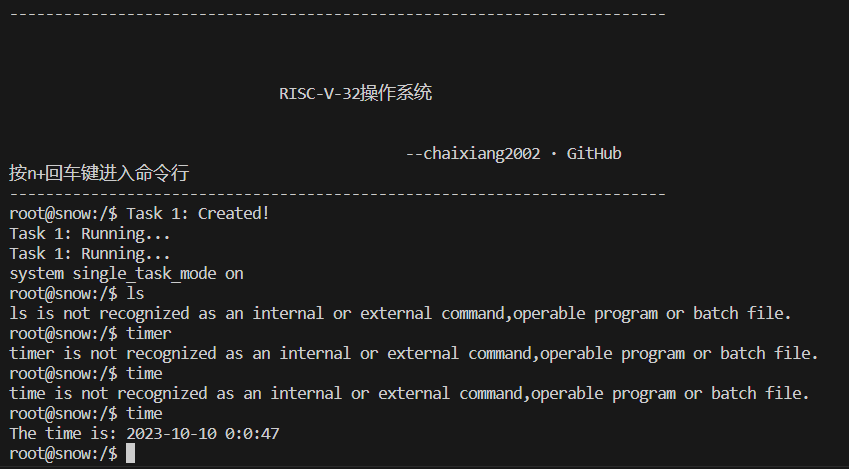 ------------------------------------------------------------------------
RISC-V-32操作系统
--chaixiang2002 · GitHub
按n+回车键进入命令行
------------------------------------------------------------------------
root@snow:/$ Task 1: Created!
Task 1: Running...
Task 1: Running...
system single_task_mode on
root@snow:/$ ls
ls is not recognized as an internal or external command,operable program or batch file.
root@snow:/$ timer
timer is not recognized as an internal or external command,operable program or batch file.
root@snow:/$ time
time is not recognized as an internal or external command,operable program or batch file.
root@snow:/$ time
The time is: 2023-10-10 0:0:47
root@snow:/$